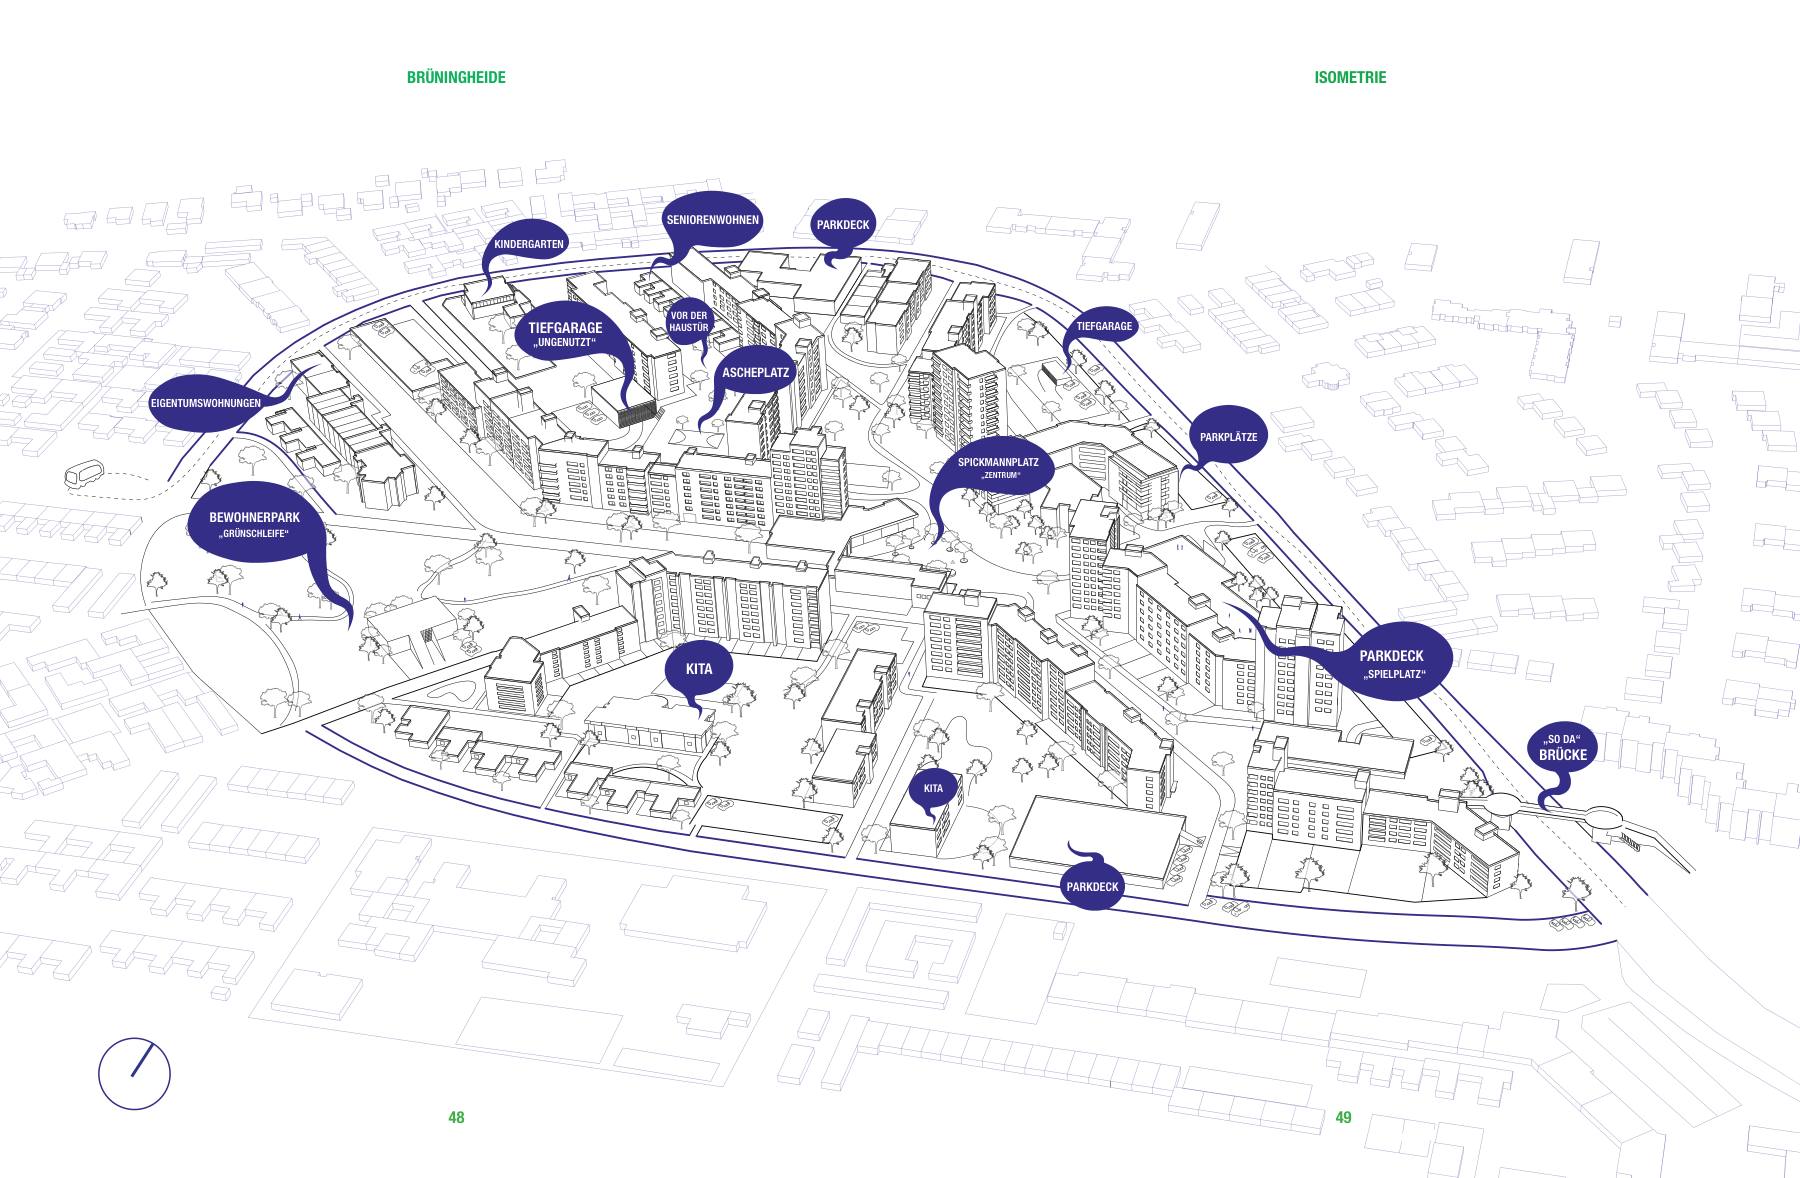 BRÜNINGHEIDE
ISOMETRIE
SENIORENWOHNEN
PARKDECK
KINDERGARTEN
VOR DER
HAUSTÜR
TIEFGARAGE
„UNGENUTZT“
TIEFGARAGE
ASCHEPLATZ
EIGENTUMSWOHNUNGEN
PARKPLÄTZE
SPICKMANNPLATZ
„ZENTRUM“
BEWOHNERPARK
„GRÜNSCHLEIFE“
KITA
PARKDECK
„SPIELPLATZ“
„SO DA“
BRÜCKE
KITA
PARKDECK
48
49